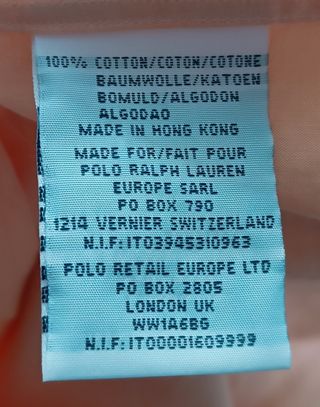 100% COTTON/COTON/COTONE
BAUMWOLLE/KATOEN
BOMULD/ALGODON
ALGODAO
MADE IN HONG KONG
MADE FOR/FAIT POUR
POLO RALPH LAUREN
EUROPE SARL
PO BOX 790
1214 VERNIER SWITZERLAND
N.I.F:IT03945310963
POLO RETAIL EUROPE LTD
PO BOX 2805
LONDON UK
WW1A6BG
N.I.F:IT00001609999